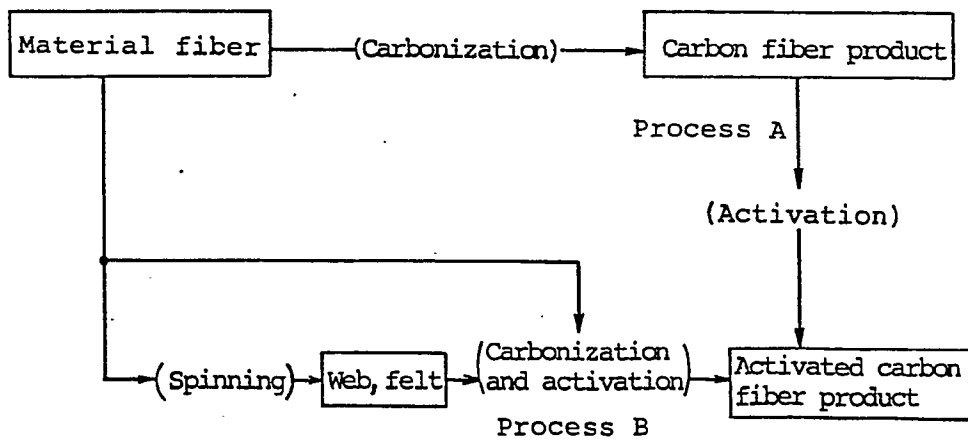 Material fiber
(Carbonization)
Carbon fiber product
Process A
(Activation)
(Spinning)
Web, felt
(Carbonization
and activation)
Activated carbon
fiber product
Process B